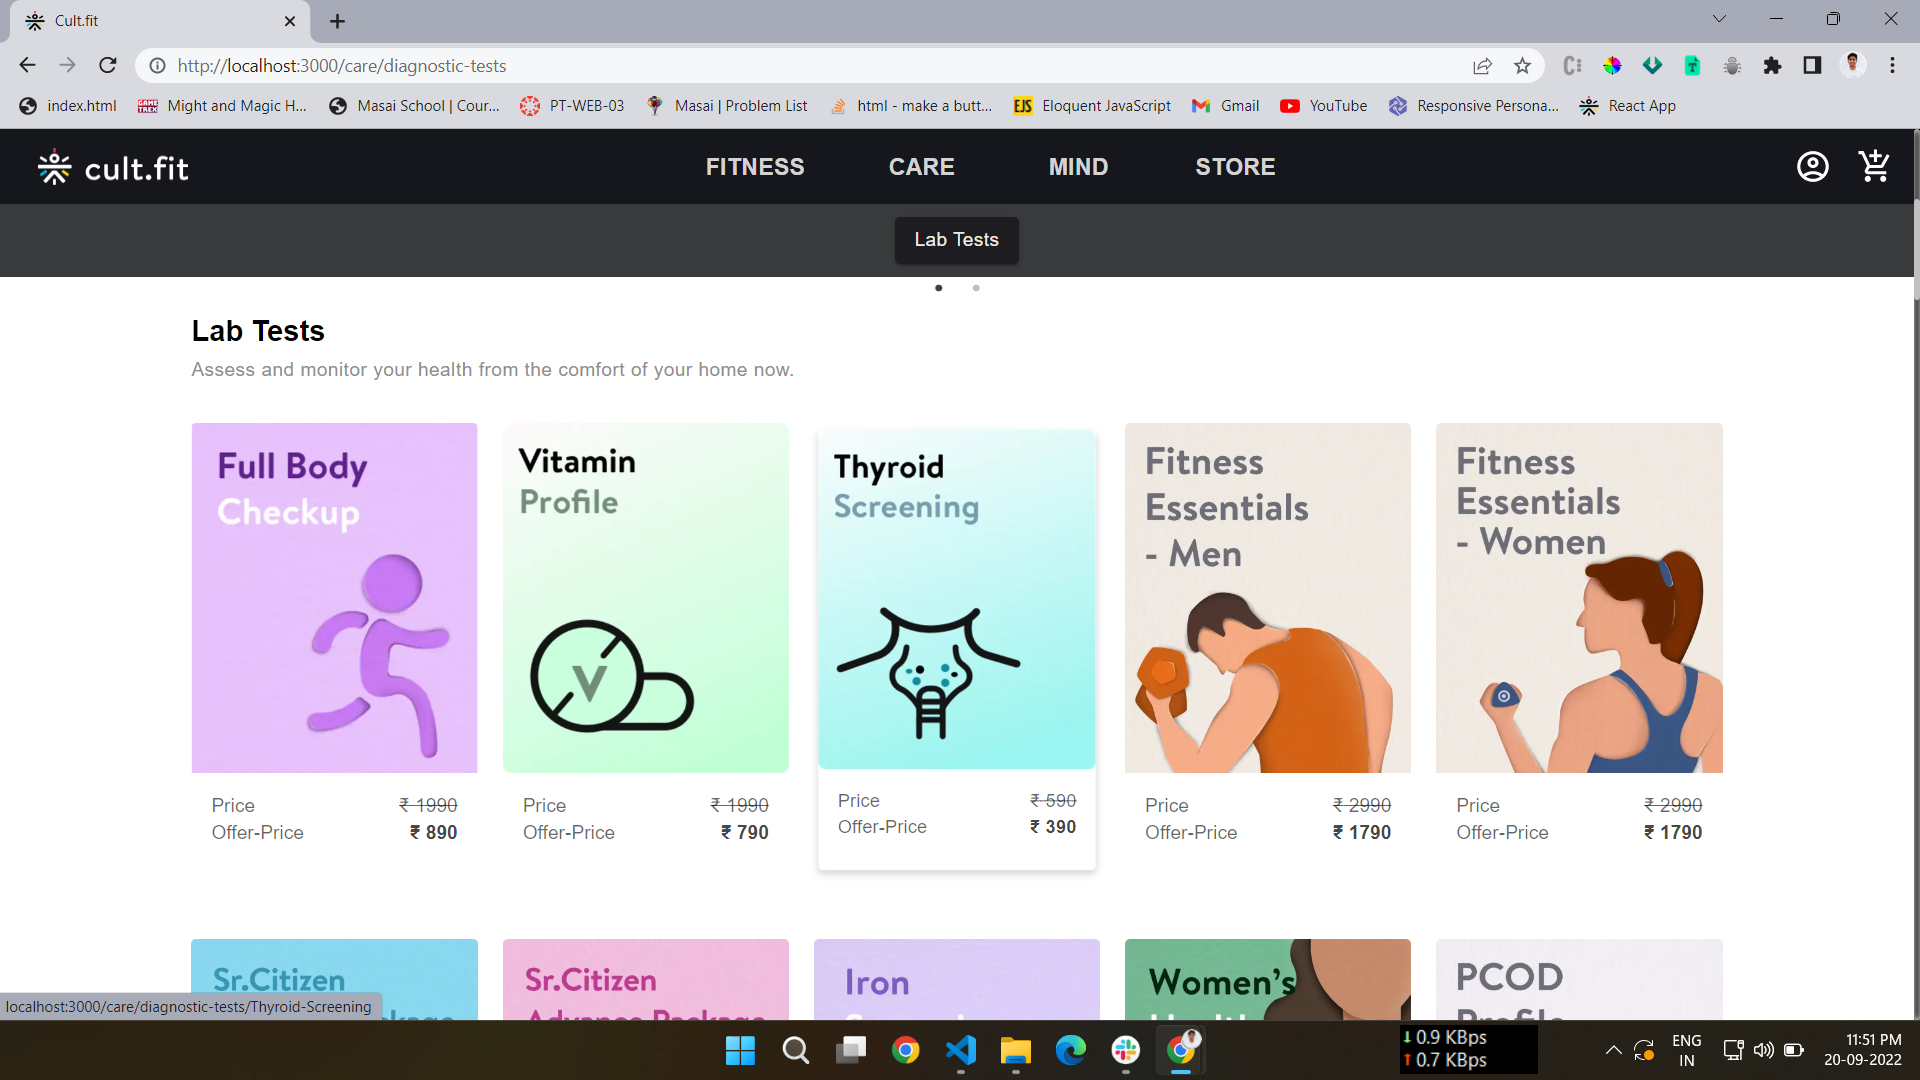 Cult.fit
http://localhost:3000/care/diagnostic-tests
index.html
Might and Magic H...
Masai School | Cour...
PT-WEB-03
Masai | Problem List
html - make a butt...
EJS Eloquent JavaScript
Gmail
YouTube
Responsive Persona...
React App
cult.fit
FITNESS
CARE
MIND
STORE
Lab Tests
Lab Tests
Assess and monitor your health from the comfort of your home now.
Full Body
Checkup
Price ₹ 1990
Offer-Price ₹ 890
Vitamin
Profile
V
Price ₹ 1990
Offer-Price ₹ 790
Thyroid
Screening
Price ₹ 590
Offer-Price ₹ 390
Fitness
Essentials
- Men
Price ₹ 2990
Offer-Price ₹ 1790
Fitness
Essentials
- Women
Price ₹ 2990
Offer-Price ₹ 1790
Sr.Citizen
Sr.Citizen
Advance Package
Iron
Women's
PCOD
Profile
localhost:3000/care/diagnostic-tests/Thyroid-Screening
0.9 KBps
0.7 KBps
ENG
IN
11:51 PM
20-09-2022